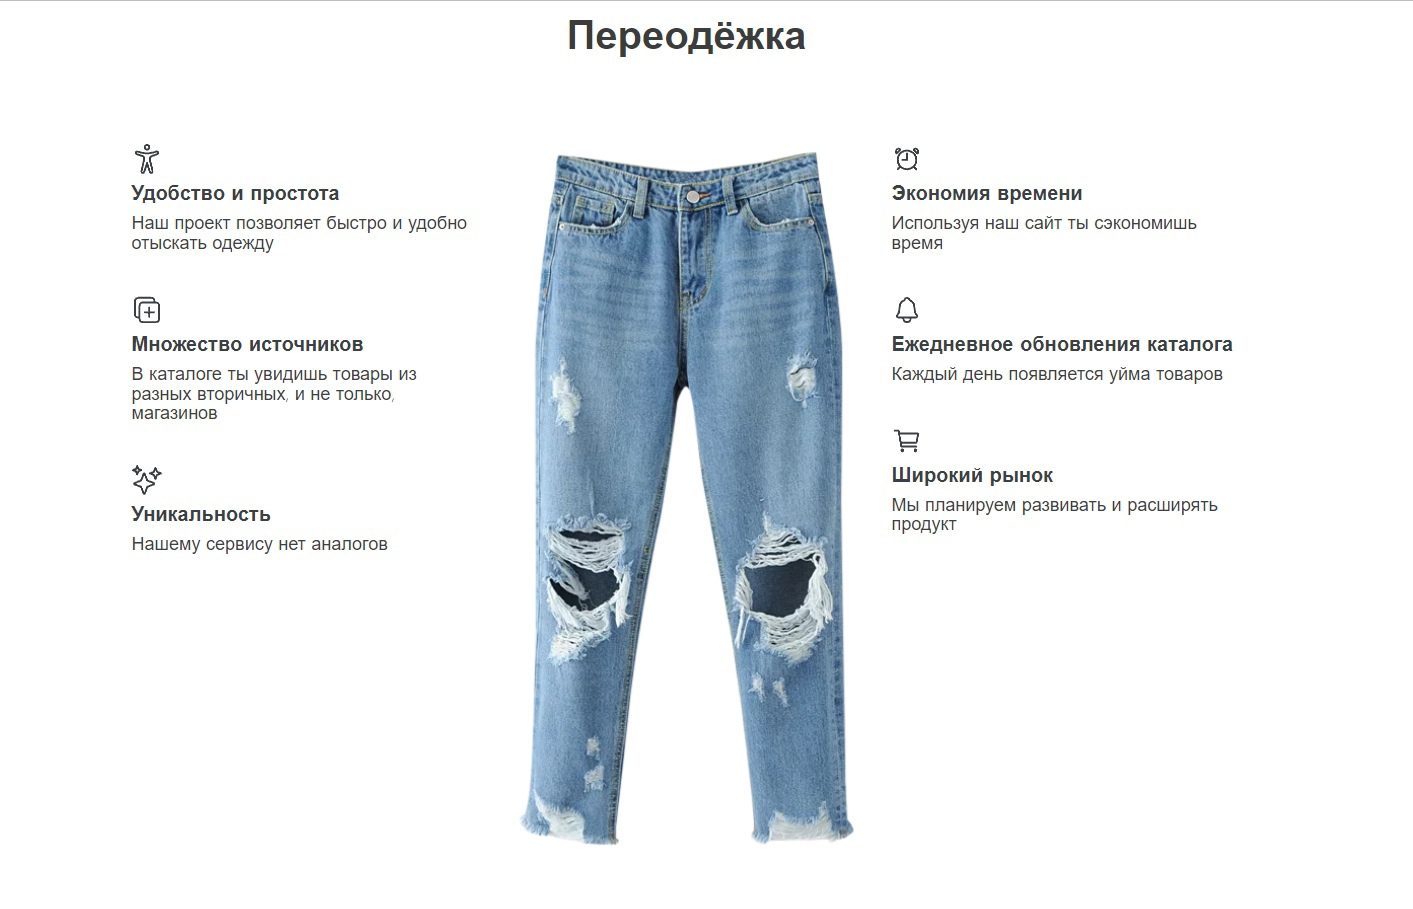 Переодёжка
Удобство и простота
Наш проект позволяет быстро и удобно
отыскать одежду
Множество источников
В каталоге ты увидишь товары из
разных вторичных, и не только,
магазинов
Уникальность
Нашему сервису нет аналогов
Экономия времени
Используя наш сайт ты сэкономишь
время
Ежедневное обновления каталога
Каждый день появляется уйма товаров
Широкий рынок
Мы планируем развивать и расширять
продукт